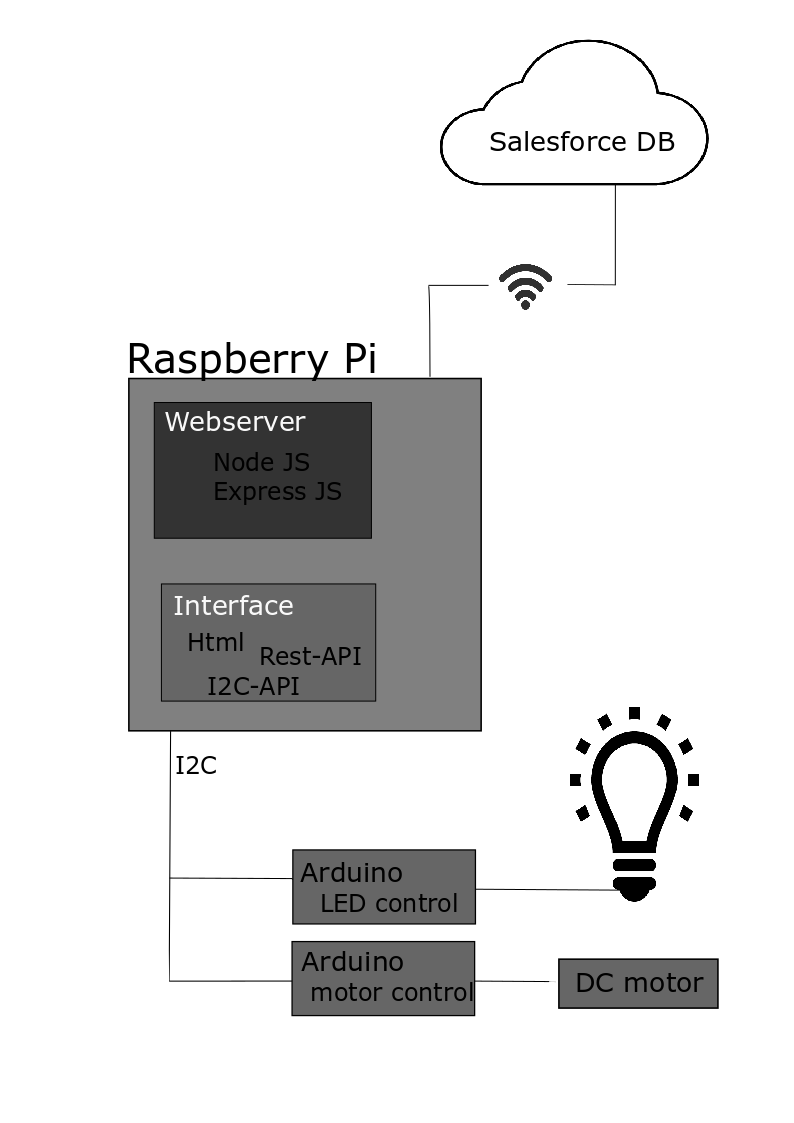 Salesforce DB
Raspberry Pi
Webserver
Node JS
Express JS
Interface
Html
Rest-API
I2C-API
I2C
Arduino
LED control
Arduino
motor control
DC motor